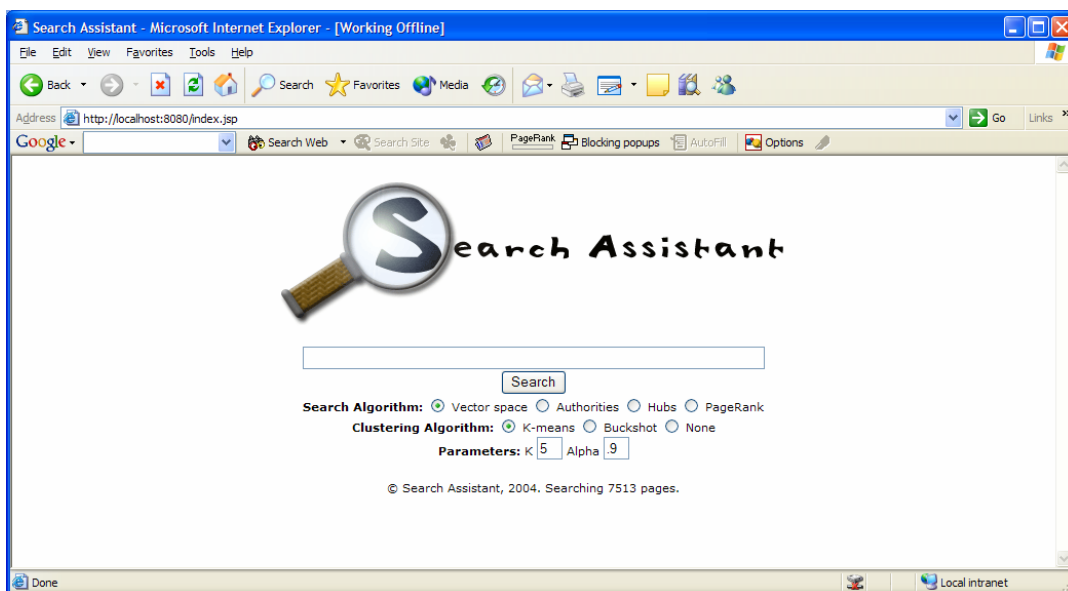 Search Assistant - Microsoft Internet Explorer - [Working Offline]
File Edit View Favorites Tools Help
Back Search Favorites Media
Address http://localhost:8080/index.jsp Go Links »
Google Search Web Search Site PageRank Blocking popups AutoFill Options
Search Assistant
Search
Search Algorithm: Vector space Authorities Hubs PageRank
Clustering Algorithm: K-means Buckshot None
Parameters: K 5 Alpha .9
© Search Assistant, 2004. Searching 7513 pages.
Done Local intranet